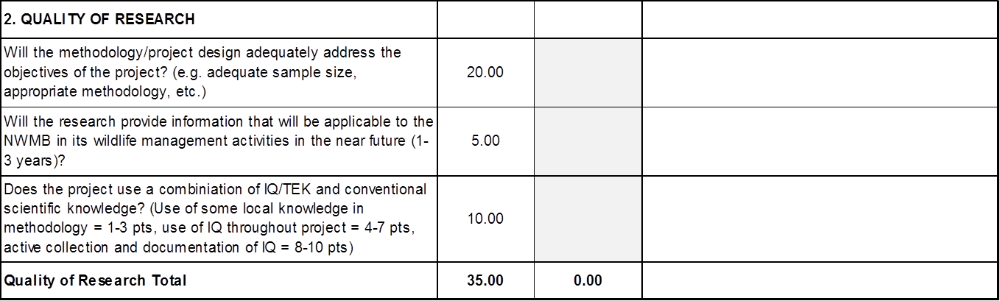 2. QUALITY OF RESEARCH
Will the methodology/project design adequately address the
objectives of the project? (e.g. adequate sample size,
appropriate methodology, etc.)
20.00
Will the research provide information that will be applicable to the
NWMB in its wildlife management activities in the near future (1-
3 years)?
5.00
Does the project use a combiniation of IQ/TEK and conventional
scientific knowledge? (Use of some local knowledge in
methodology = 1-3 pts, use of IQ throughout project = 4-7 pts,
active collection and documentation of IQ = 8-10 pts)
10.00
Quality of Research Total 35.00 0.00